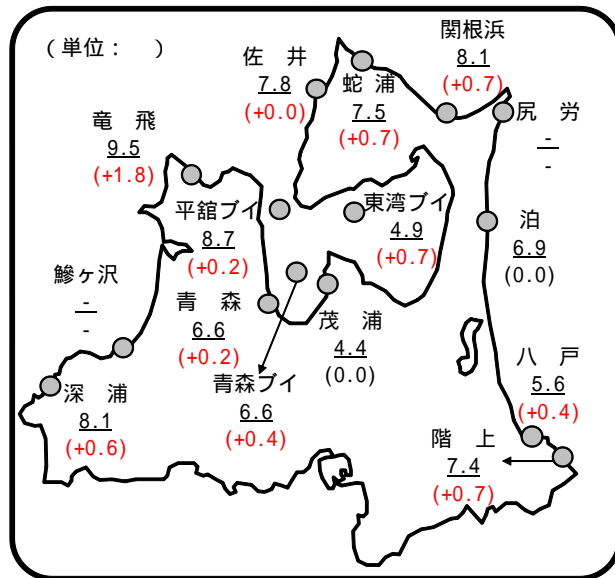 （単位： ）
関根浜
8.1
(+0.7)
佐 井
7.8
(+0.0)
蛇 浦
7.5
(+0.7)
尻 労
-
-
竜 飛
9.5
(+1.8)
平舘ブイ
8.7
(+0.2)
東湾ブイ
4.9
(+0.7)
泊
6.9
(0.0)
鰺ヶ沢
-
-
青 森
6.6
(+0.2)
茂 浦
4.4
(0.0)
青森ブイ
6.6
(+0.4)
八 戸
5.6
(+0.4)
深 浦
8.1
(+0.6)
階 上
7.4
(+0.7)